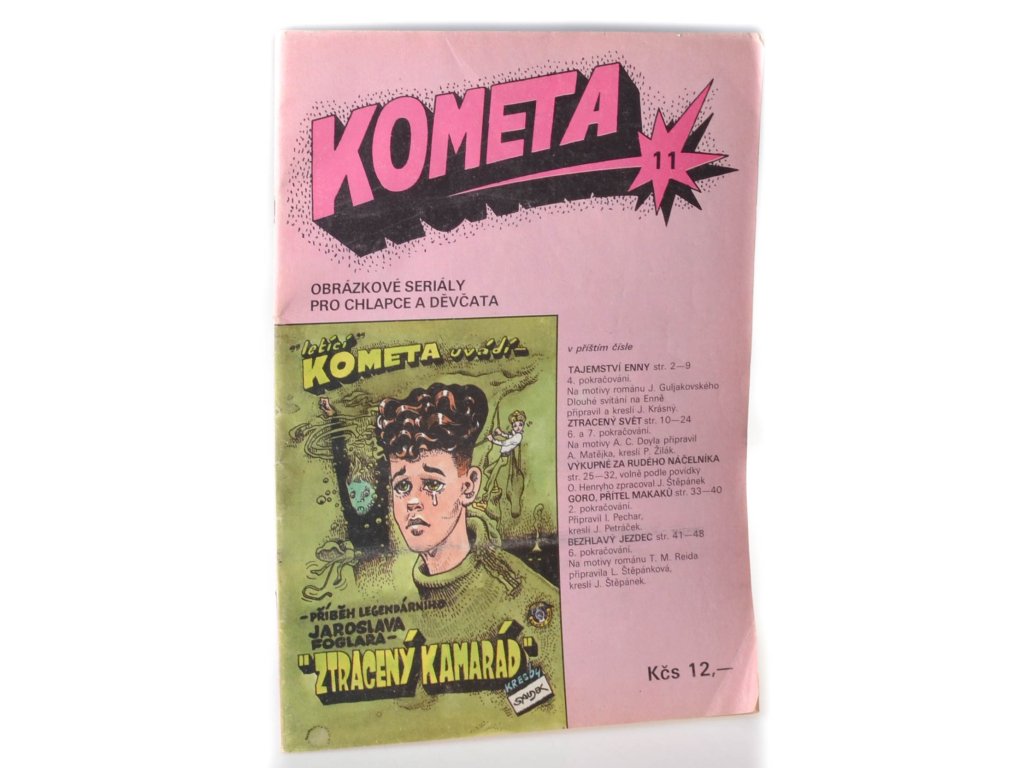 KOMETA
11
OBRÁZKOVÉ SERIÁLY
PRO CHLAPCE A DĚVČATA
"letící"
KOMETA uvádí—
—PŘÍBĚH LEGENDÁRNÍHO
JAROSLAVA
FOGLARA—
"ZTRACENÝ KAMARÁD"
KRESBY
SAUDEK
v příštím čísle
TAJEMSTVÍ ENNY str. 2—9
4. pokračování.
Na motivy románu J. Guljakovského
Dlouhé svítání na Enně
připravil a kreslí J. Krásný.
ZTRACENÝ SVĚT str. 10—24
6. a 7. pokračování.
Na motivy A. C. Doyla připravil
A. Matějka, kreslí P. Žilák.
VÝKUPNÉ ZA RUDÉHO NÁČELNÍKA
str. 25—32, volně podle povídky
O. Henryho zpracoval J. Štěpánek
GORO, PŘÍTEL MAKAKŮ str. 33—40
2. pokračování.
Připravil I. Pechar,
kreslí J. Petráček.
BEZHLAVÝ JEZDEC str. 41—48
6. pokračování.
Na motivy románu T. M. Reida
připravila L. Štěpánková,
kreslí J. Štěpánek.
Kčs 12,—